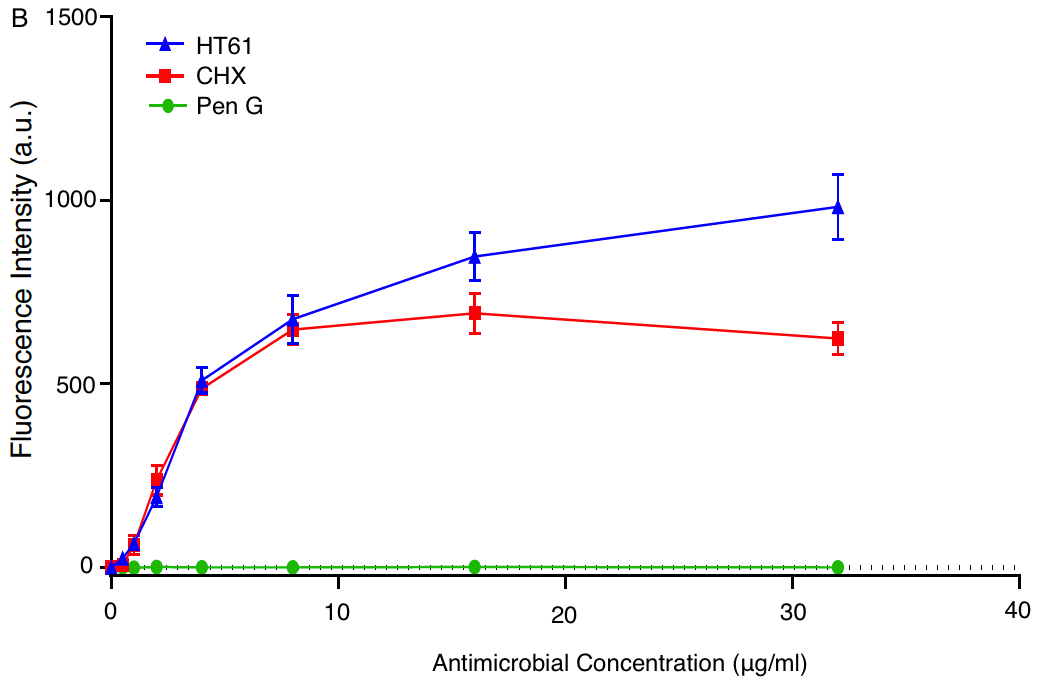 B
1500
HT61
CHX
Pen G
1000
500
0
Fluorescence Intensity (a.u.)
0
10
20
30
40
Antimicrobial Concentration (µg/ml)